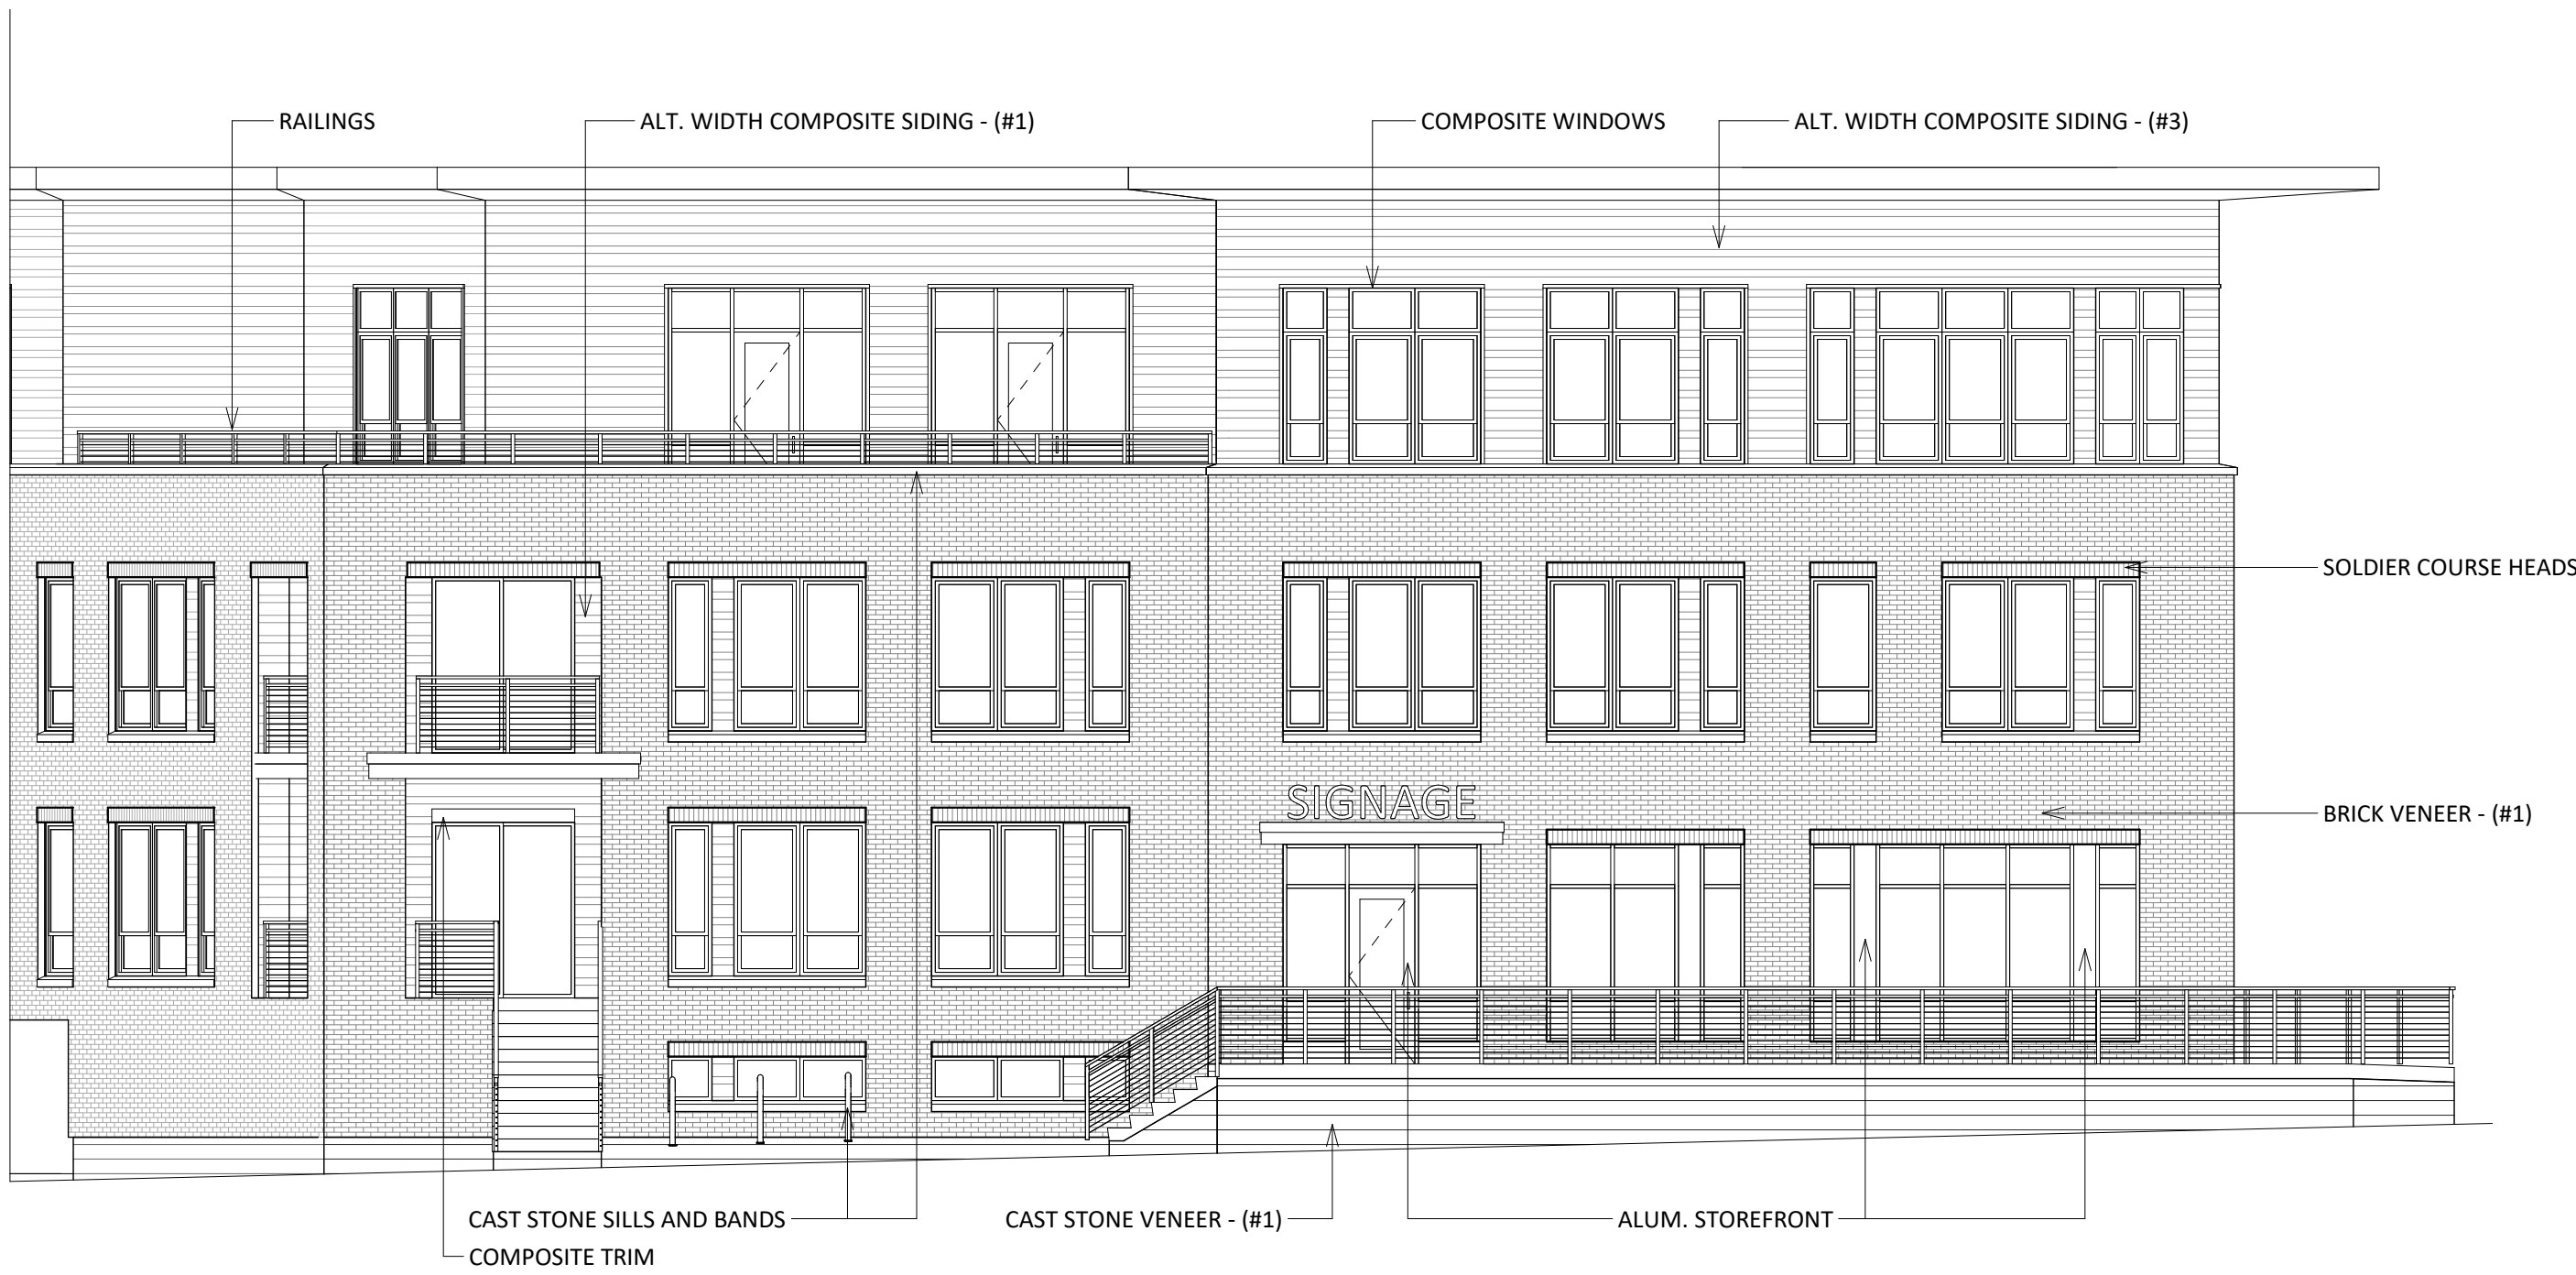 RAILINGS
ALT. WIDTH COMPOSITE SIDING - (#1)
COMPOSITE WINDOWS
ALT. WIDTH COMPOSITE SIDING - (#3)
SOLDIER COURSE HEADS
SIGNAGE
BRICK VENEER - (#1)
CAST STONE SILLS AND BANDS
CAST STONE VENEER - (#1)
ALUM. STOREFRONT
COMPOSITE TRIM